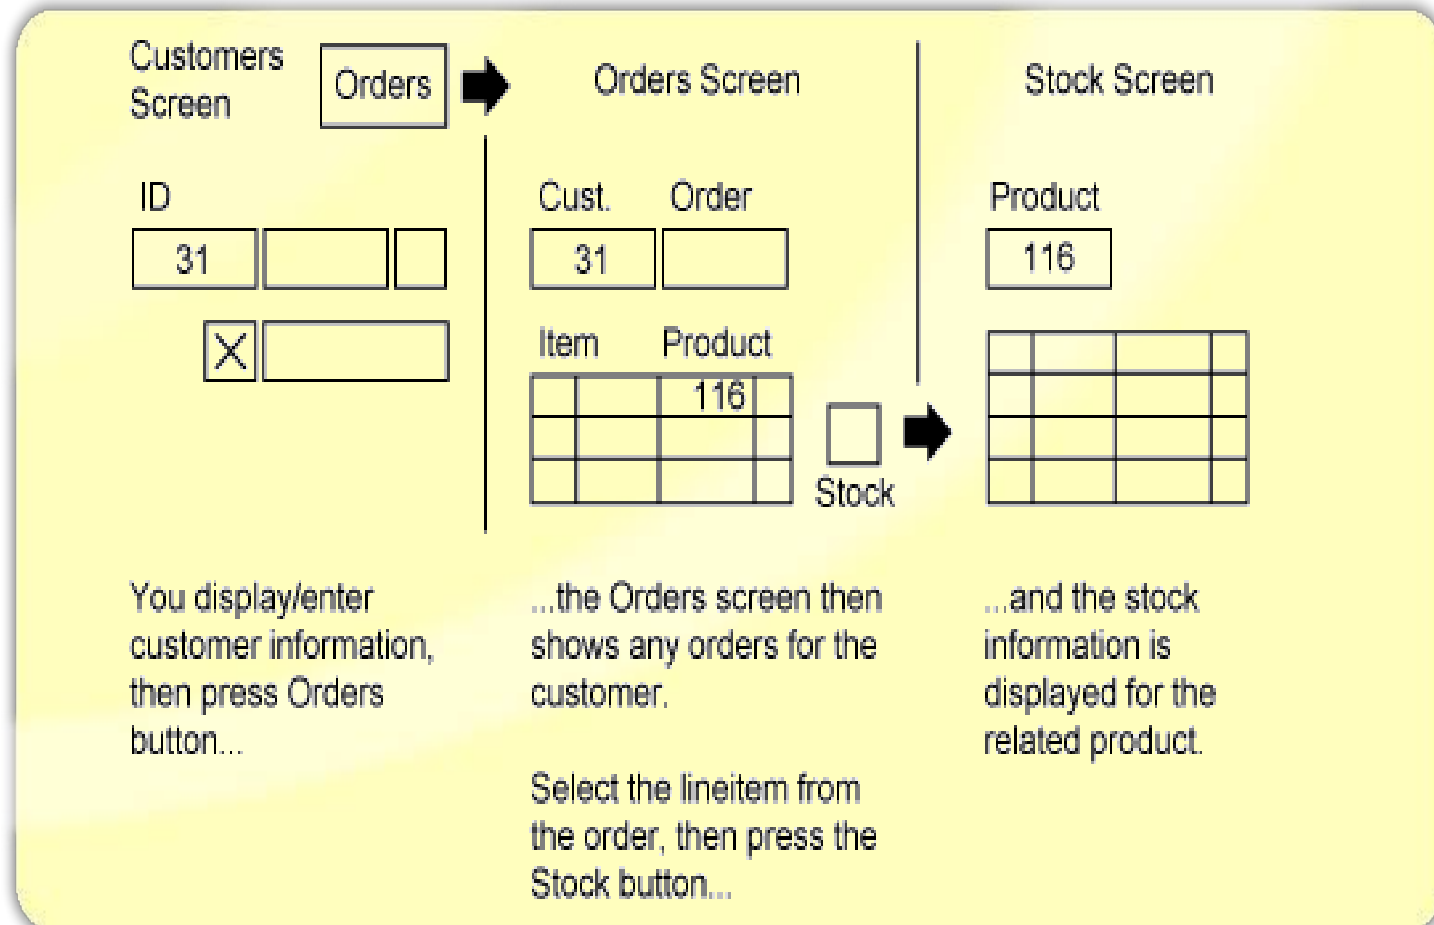 Customers
Screen
Orders
Orders Screen
Stock Screen
ID
31
Cust. Order
31
Item Product
116
Stock
Product
116
You display/enter
customer information,
then press Orders
button...
...the Orders screen then
shows any orders for the
customer.
Select the lineitem from
the order, then press the
Stock button...
...and the stock
information is
displayed for the
related product.